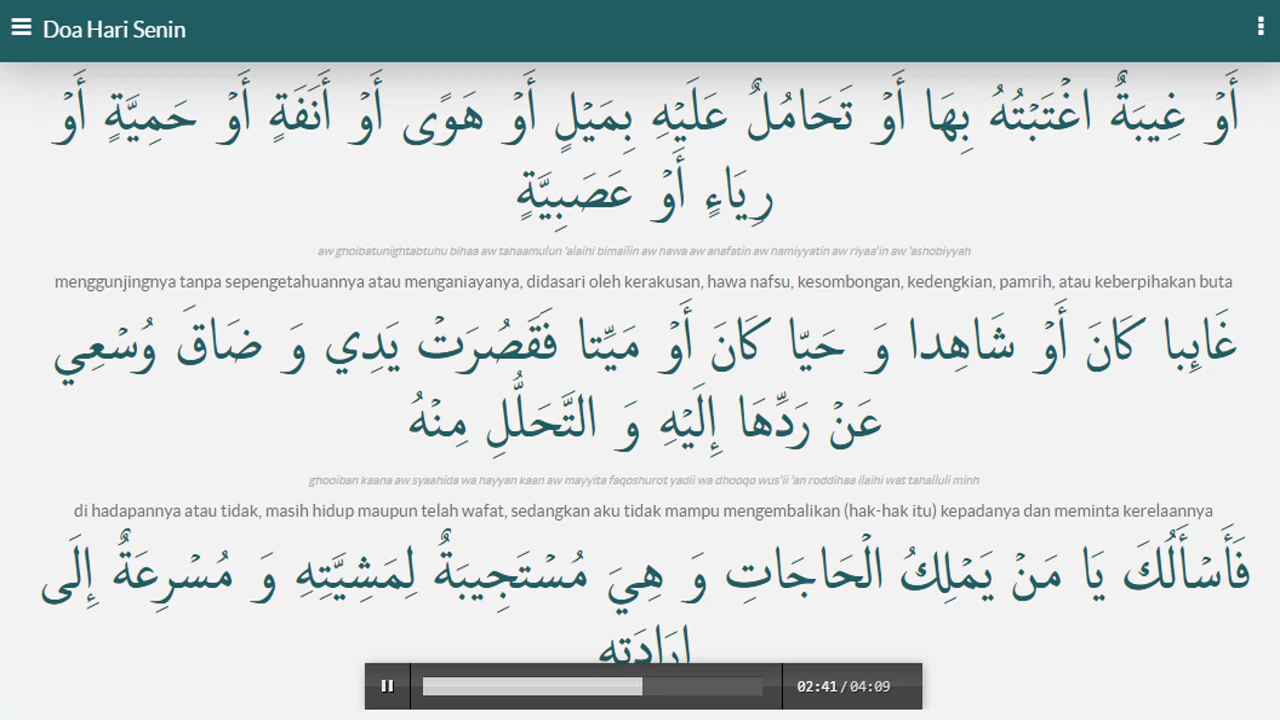 Doa Hari Senin
أَوْ غِيبَةٌ اغْتَبْتُهُ بِهَا أَوْ تَحَامُلٌ عَلَيْهِ بِمَيْلٍ أَوْ هَوًى أَوْ أَنَفَةٍ أَوْ حَمِيَّةٍ أَوْ
رِيَاءٍ أَوْ عَصَبِيَّةٍ
aw ghoibatunightabtuhu bihaa aw tahaamulun 'alaihi bimailin aw hawa aw anafatin aw hamiyyatin aw riyaa'in aw 'ashobiyyah
menggunjingnya tanpa sepengetahuannya atau menganiayanya, didasari oleh kerakusan, hawa nafsu, kesombongan, kedengkian, pamrih, atau keberpihakan buta
غَائِبا كَانَ أَوْ شَاهِدا وَ حَيّا كَانَ أَوْ مَيِّتا فَقَصُرَتْ يَدِي وَ ضَاقَ وُسْعِي
عَنْ رَدِّهَا إِلَيْهِ وَ التَّحَلُّلِ مِنْهُ
ghooiban kaana aw syaahida wa hayyan kaan aw mayyita faqoshurot yadii wa dhooqo wus'ii 'an roddihaa ilaihi wat tahalluli minh
di hadapannya atau tidak, masih hidup maupun telah wafat, sedangkan aku tidak mampu mengembalikan (hak-hak itu) kepadanya dan meminta kerelaannya
فَأَسْأَلُكَ يَا مَنْ يَمْلِكُ الْحَاجَاتِ وَ هِيَ مُسْتَجِيبَةٌ لِمَشِيَّتِهِ وَ مُسْرِعَةٌ إِلَى
إِرَادَتِهِ
02:41/04:09